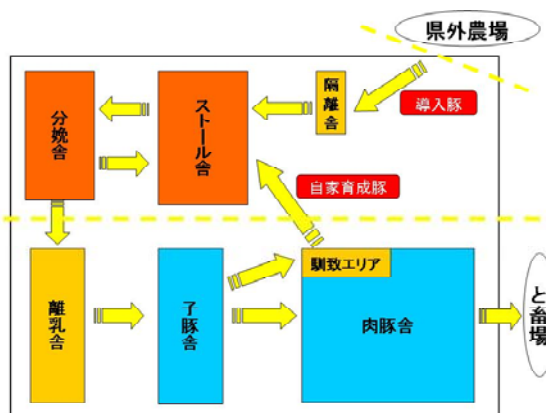 県外農場
隔離舎
導入豚
分娩舎
ストール舎
自家育成豚
馴致エリア
離乳舎
子豚舎
肉豚舎
と畜場